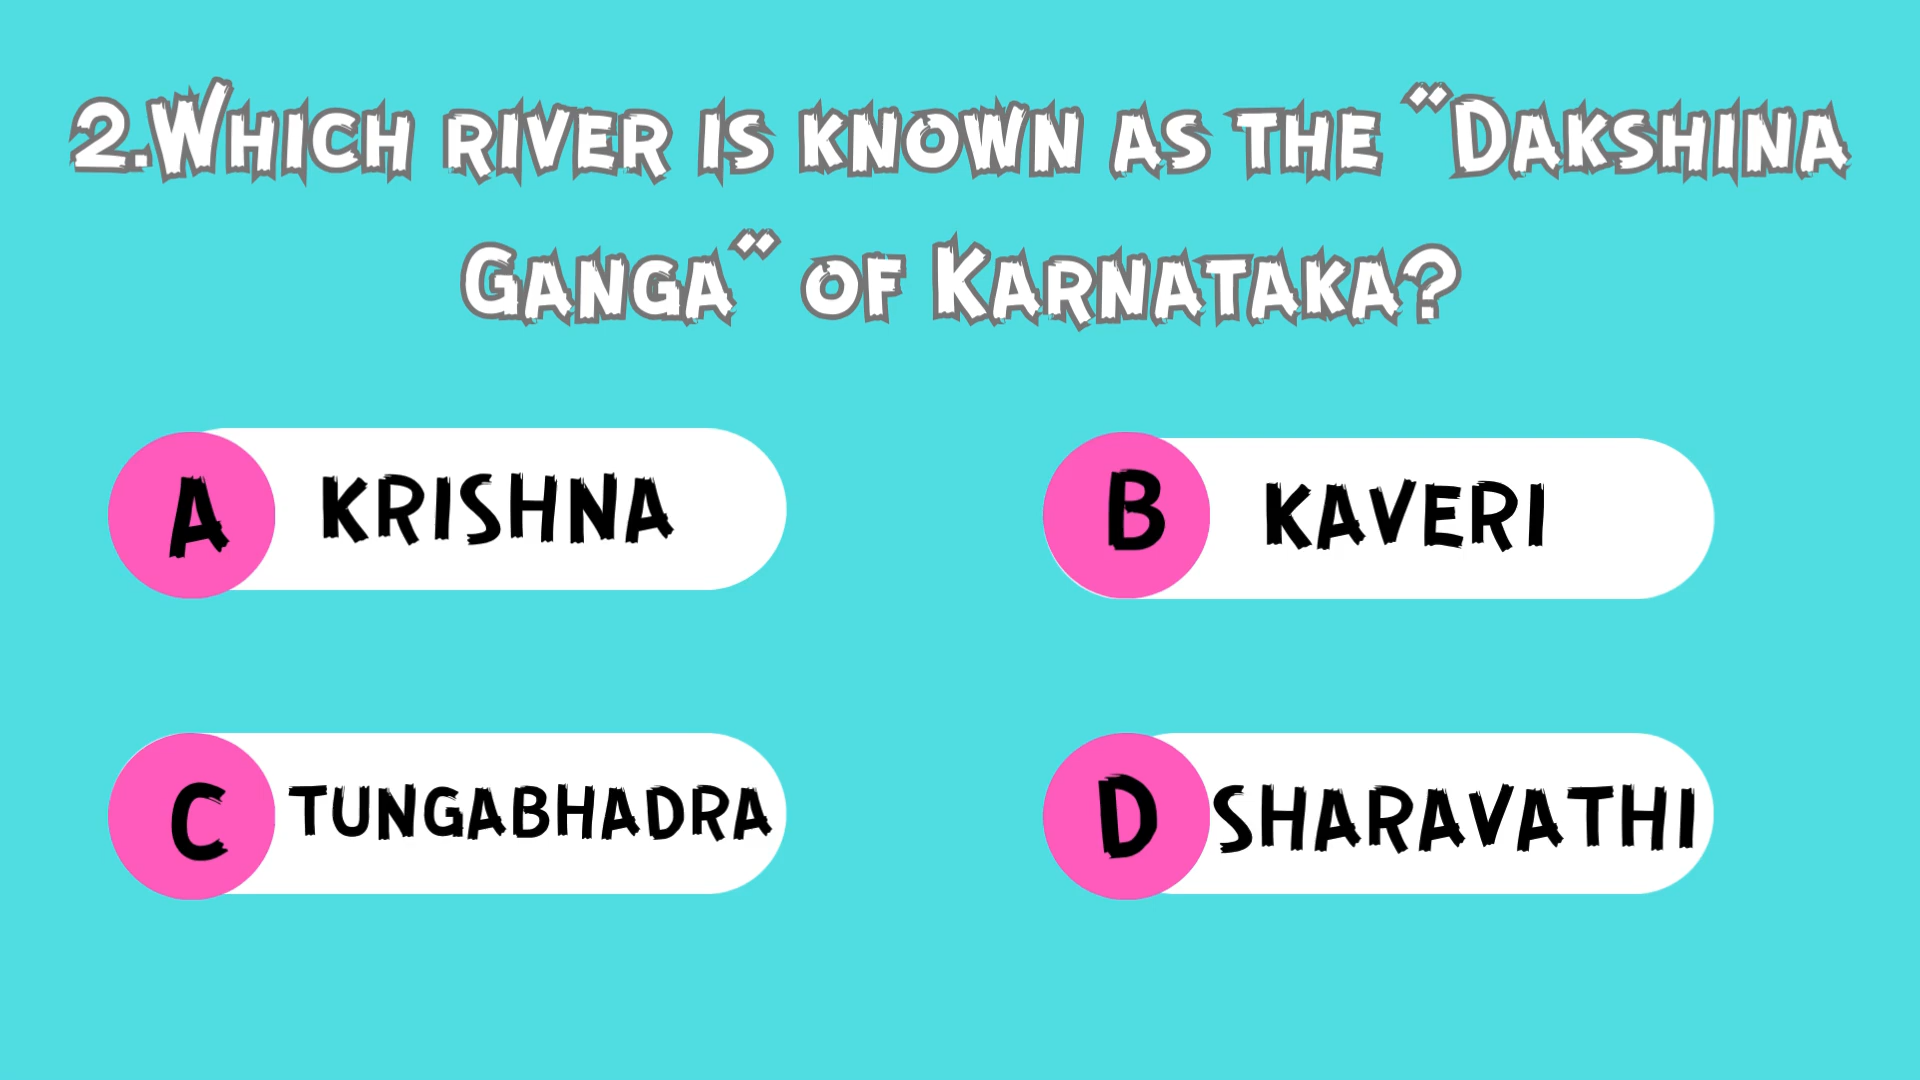 2.Which river is known as the "Dakshina
Ganga" of Karnataka?
A KRISHNA
B KAVERI
C TUNGABHADRA
D SHARAVATHI